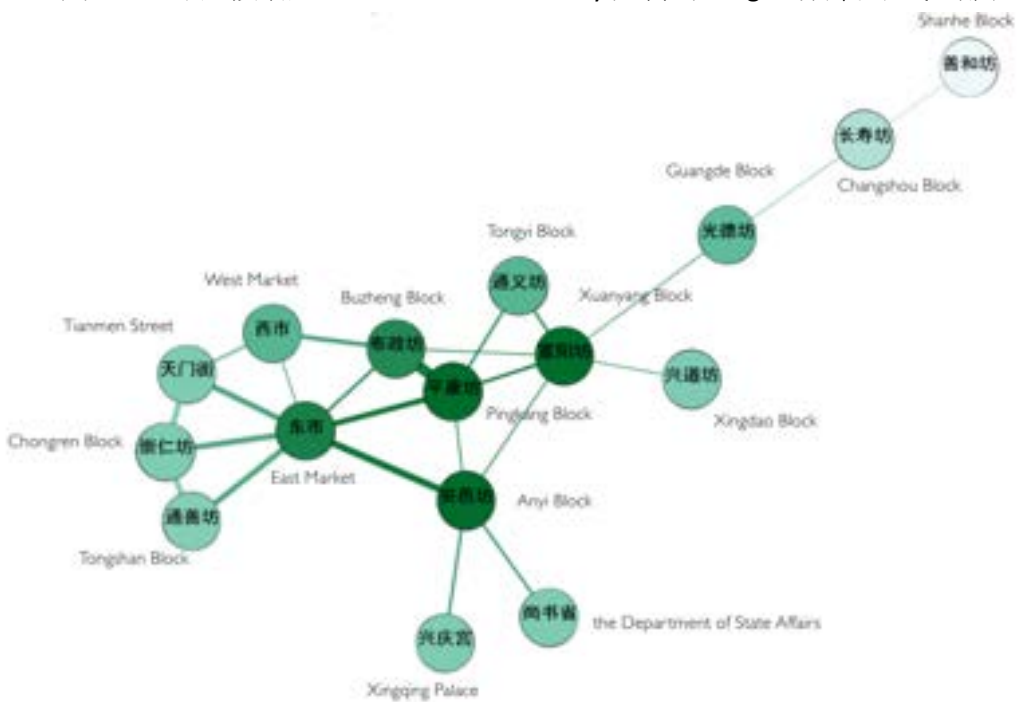 Shanhe Block
善和坊
长寿坊
Guangde Block
Changshou Block
光德坊
Tongyi Block
通义坊
West Market
Buzheng Block
Xuanyang Block
Tianmen Street
西市
布政坊
宣阳坊
天门街
平康坊
兴道坊
Pingkang Block
Xingdao Block
东市
Chongren Block
崇仁坊
East Market
安邑坊
Anyi Block
通善坊
Tongshan Block
尚书省
the Department of State Affairs
兴庆宫
Xingqing Palace